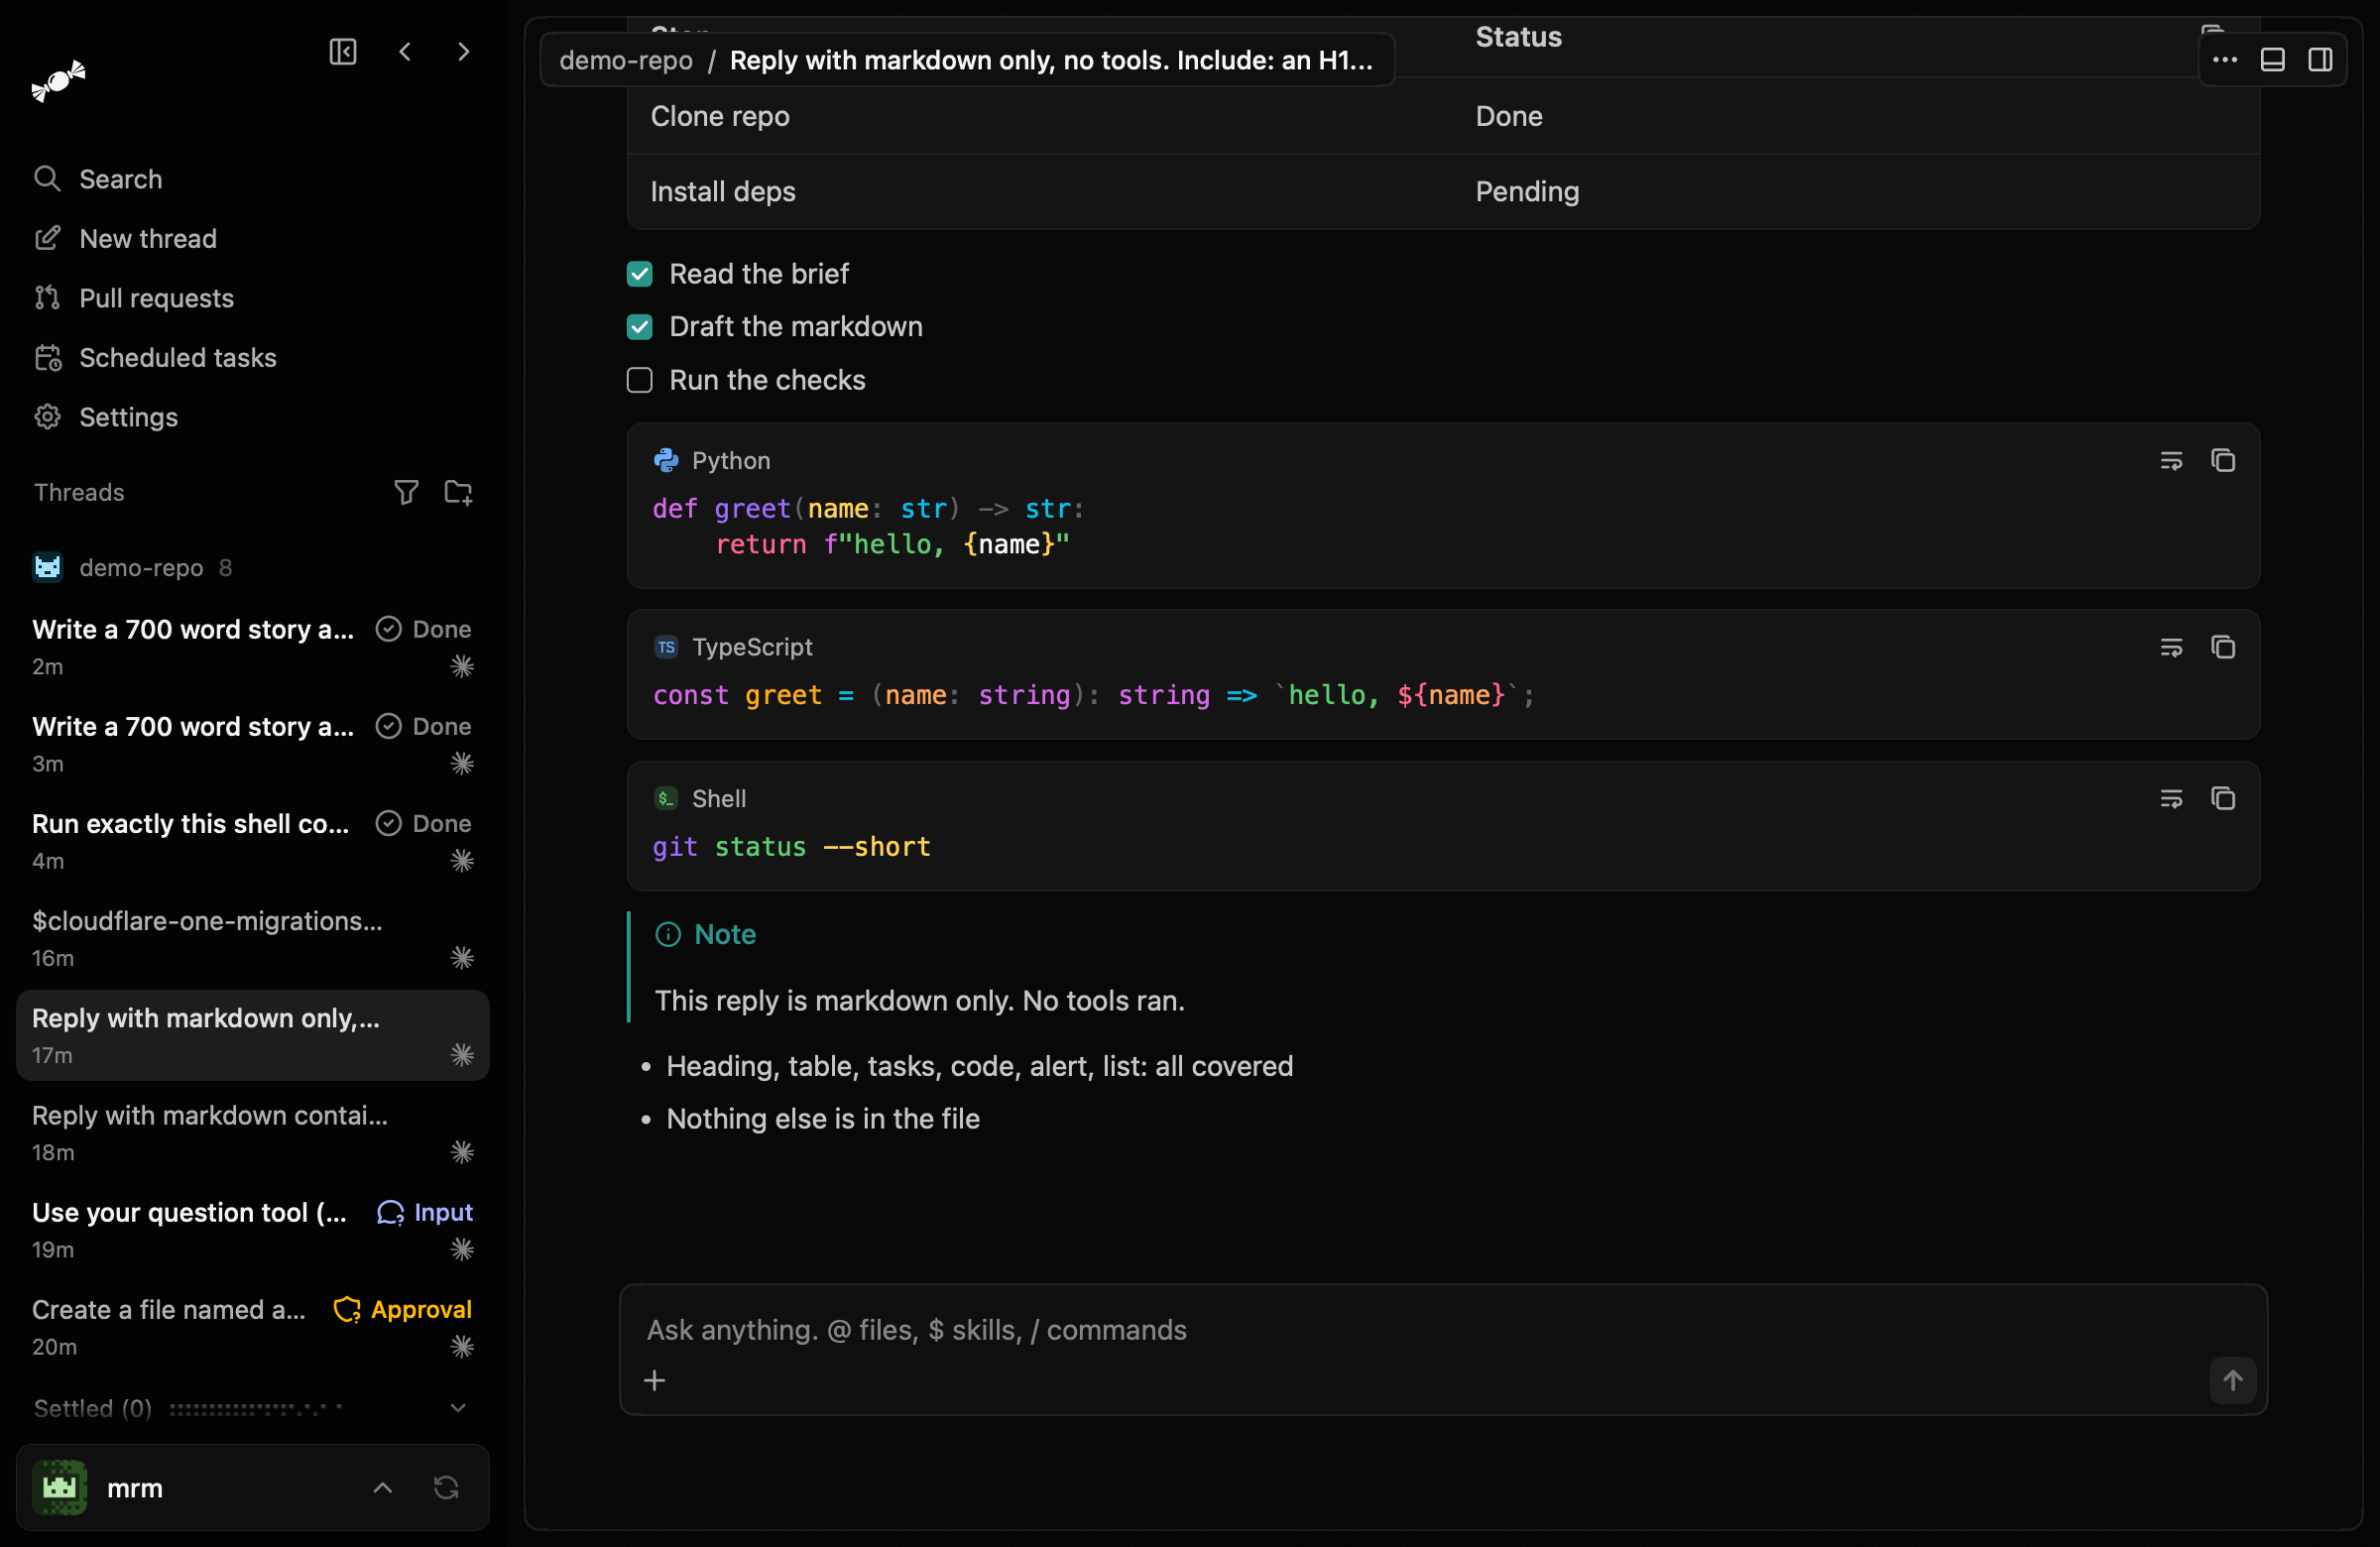 Search
New thread
Pull requests
Scheduled tasks
Settings
Threads
demo-repo 8
Write a 700 word story a... Done
2m
Write a 700 word story a... Done
3m
Run exactly this shell co... Done
4m
$cloudflare-one-migrations...
16m
Reply with markdown only,...
17m
Reply with markdown contai...
18m
Use your question tool (... Input
19m
Create a file named a... Approval
20m
Settled (0)
mrm
demo-repo / Reply with markdown only, no tools. Include: an H1...
Status
Clone repo Done
Install deps Pending
Read the brief
Draft the markdown
Run the checks
Python
def greet(name: str) -> str:
    return f"hello, {name}"
TS TypeScript
const greet = (name: string): string => `hello, ${name}`;
$_ Shell
git status --short
Note
This reply is markdown only. No tools ran.
• Heading, table, tasks, code, alert, list: all covered
• Nothing else is in the file
Ask anything. @ files, $ skills, / commands